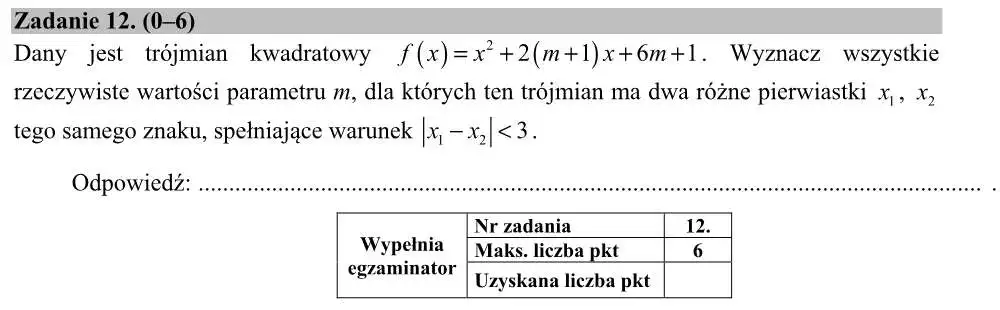 Zadanie 12. (0–6)
Dany jest trójmian kwadratowy f(x)=x²+2(m+1)x+6m+1. Wyznacz wszystkie
rzeczywiste wartości parametru m, dla których ten trójmian ma dwa różne pierwiastki x₁, x₂
tego samego znaku, spełniające warunek |x₁−x₂|<3.
Odpowiedź: .................................................................................................................................. .
Wypełnia egzaminator
Nr zadania 12.
Maks. liczba pkt 6
Uzyskana liczba pkt